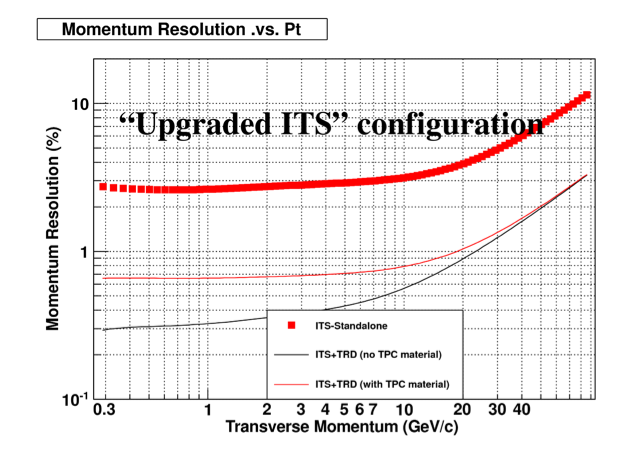 Momentum Resolution .vs. Pt
“Upgraded ITS” configuration
Momentum Resolution (%)
10
1
10⁻¹
ITS-Standalone
ITS+TRD (no TPC material)
ITS+TRD (with TPC material)
0.3 1 2 3 4 5 6 7 10 20 30 40
Transverse Momentum (GeV/c)